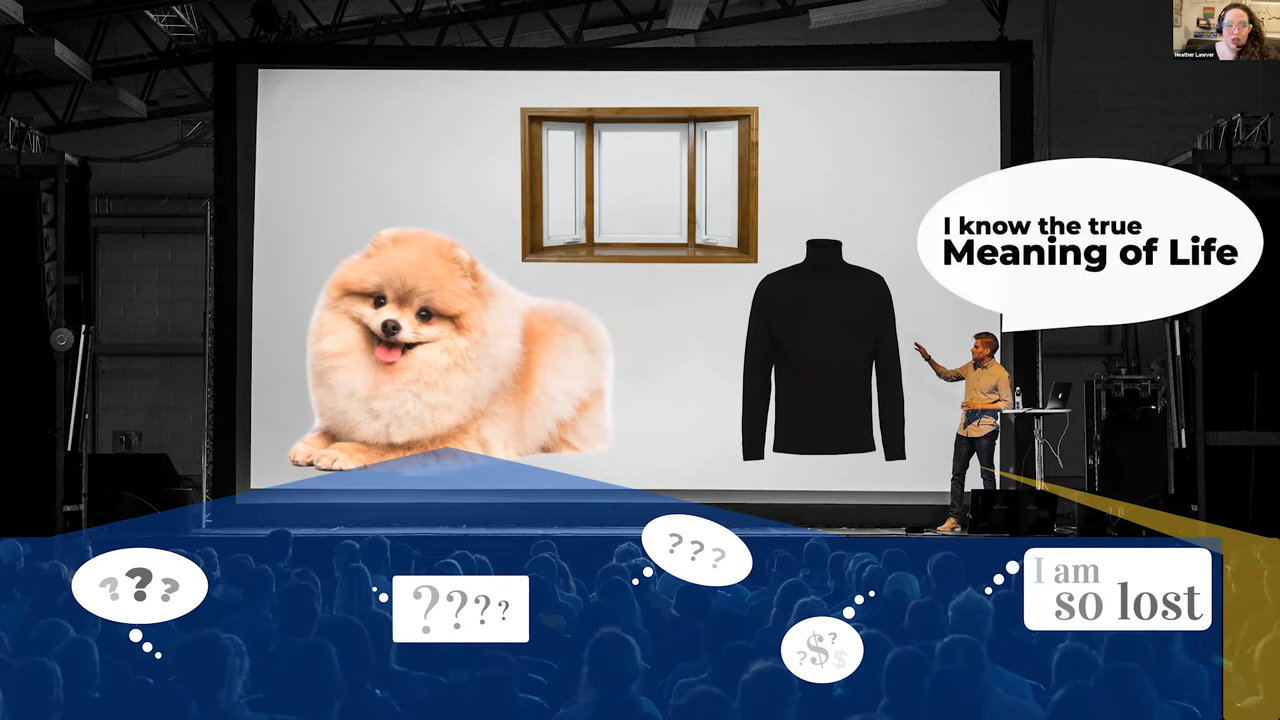 Heather Lawver
I know the true
Meaning of Life
???
????
???
?$?$
I am
so lost